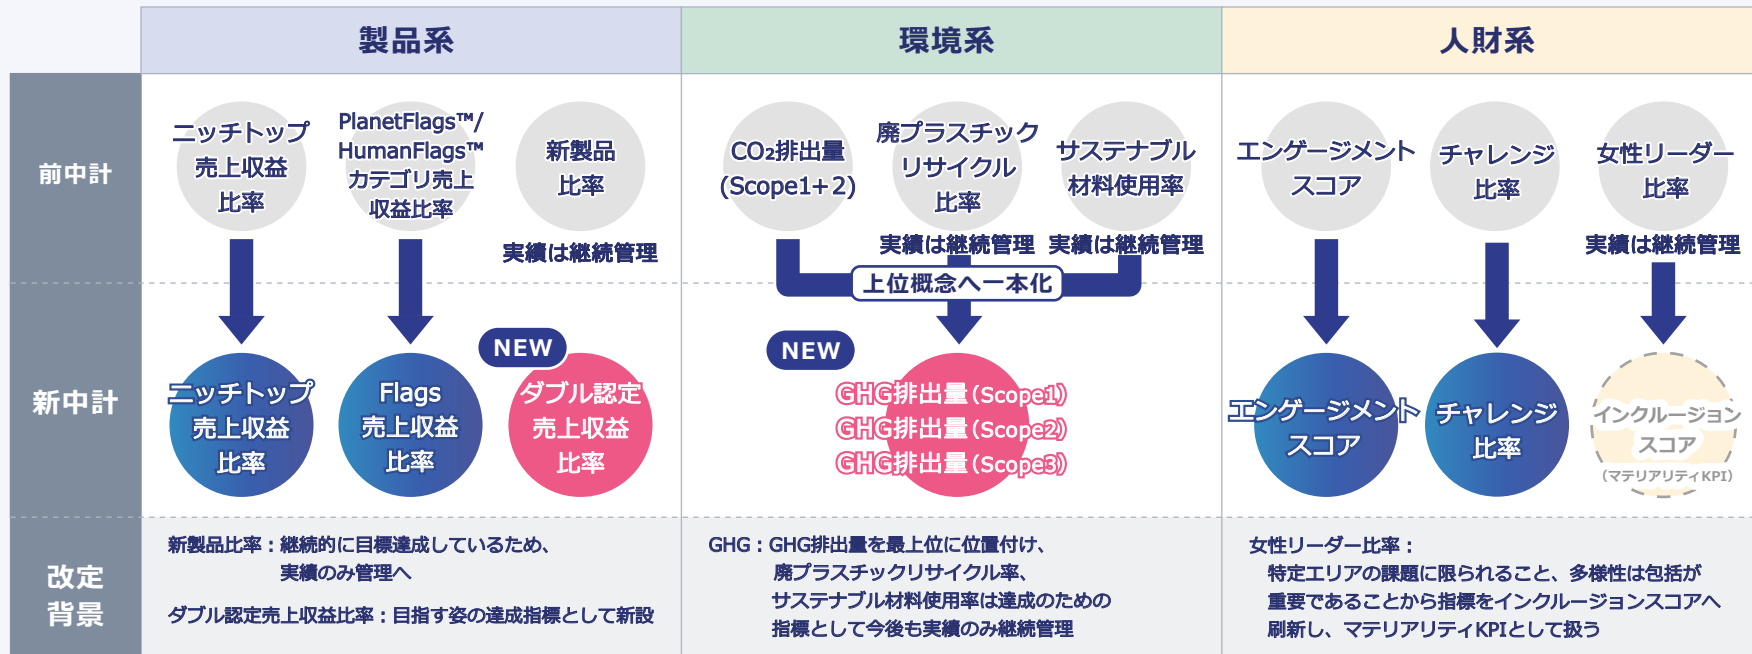 製品系
環境系
人財系
前中計
ニッチトップ
売上収益
比率
PlanetFlags™/
HumanFlags™
カテゴリ売上
収益比率
新製品
比率
実績は継続管理
CO₂排出量
(Scope1+2)
廃プラスチック
リサイクル
比率
実績は継続管理
サステナブル
材料使用率
実績は継続管理
上位概念へ一本化
エンゲージメント
スコア
チャレンジ
比率
女性リーダー
比率
実績は継続管理
新中計
ニッチトップ
売上収益
比率
Flags
売上収益
比率
NEW
ダブル認定
売上収益
比率
NEW
GHG排出量(Scope1)
GHG排出量(Scope2)
GHG排出量(Scope3)
エンゲージメント
スコア
チャレンジ
比率
インクルージョン
スコア
(マテリアリティKPI)
改定
背景
新製品比率：継続的に目標達成しているため、
実績のみ管理へ
ダブル認定売上収益比率：目指す姿の達成指標として新設
GHG：GHG排出量を最上位に位置付け、
廃プラスチックリサイクル率、
サステナブル材料使用率は達成のための
指標として今後も実績のみ継続管理
女性リーダー比率：
特定エリアの課題に限られること、多様性は包括が
重要であることから指標をインクルージョンスコアへ
刷新し、マテリアリティKPIとして扱う